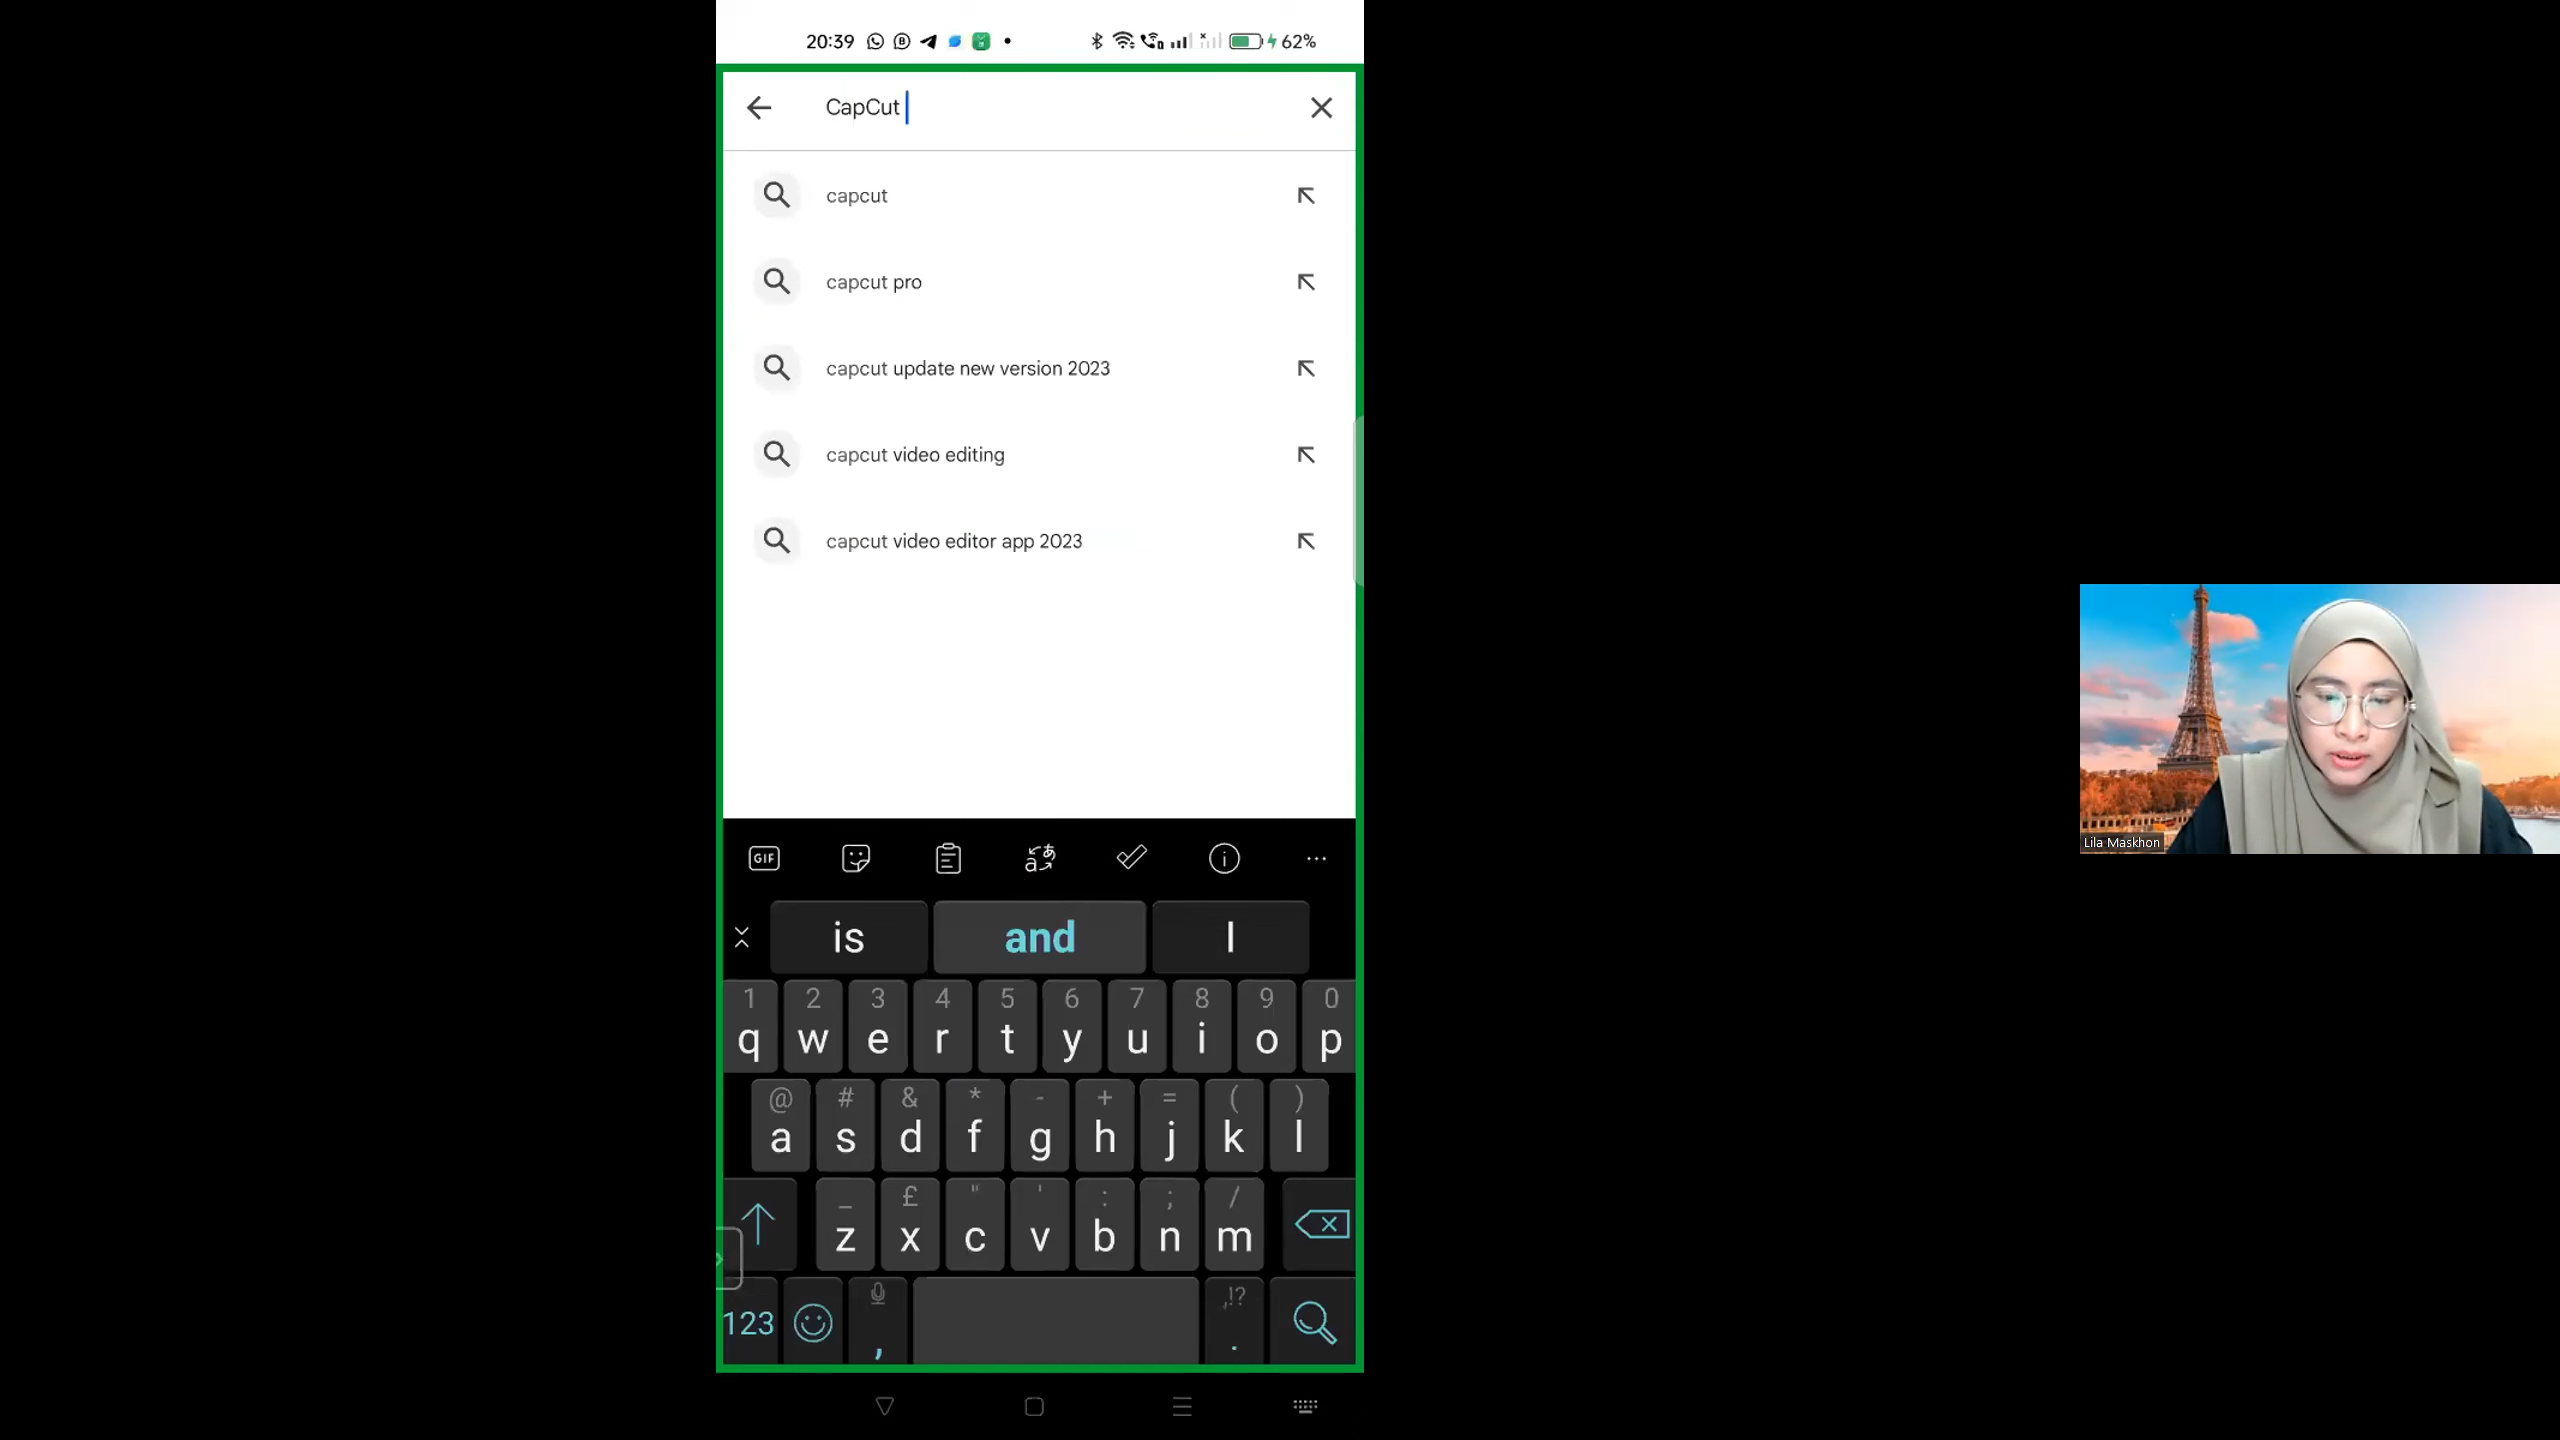 20:39
62%
CapCut
capcut
capcut pro
capcut update new version 2023
capcut video editing
capcut video editor app 2023
Lila Maskhon
GIF
is and I
1 2 3 4 5 6 7 8 9 0
q w e r t y u i o p
@ # & * - + = ( )
a s d f g h j k l
_ £ " ' : ; /
z x c v b n m
,!?
123 , .